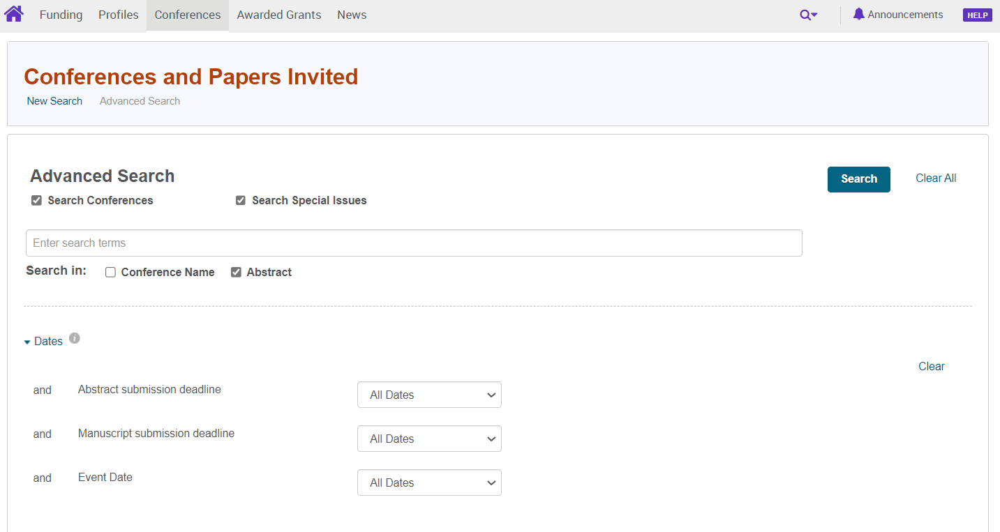 Funding Profiles Conferences Awarded Grants News Announcements HELP
Conferences and Papers Invited
New Search Advanced Search
Advanced Search
Search Clear All
Search Conferences Search Special Issues
Enter search terms
Search in: Conference Name Abstract
Dates i
Clear
and Abstract submission deadline All Dates
and Manuscript submission deadline All Dates
and Event Date All Dates